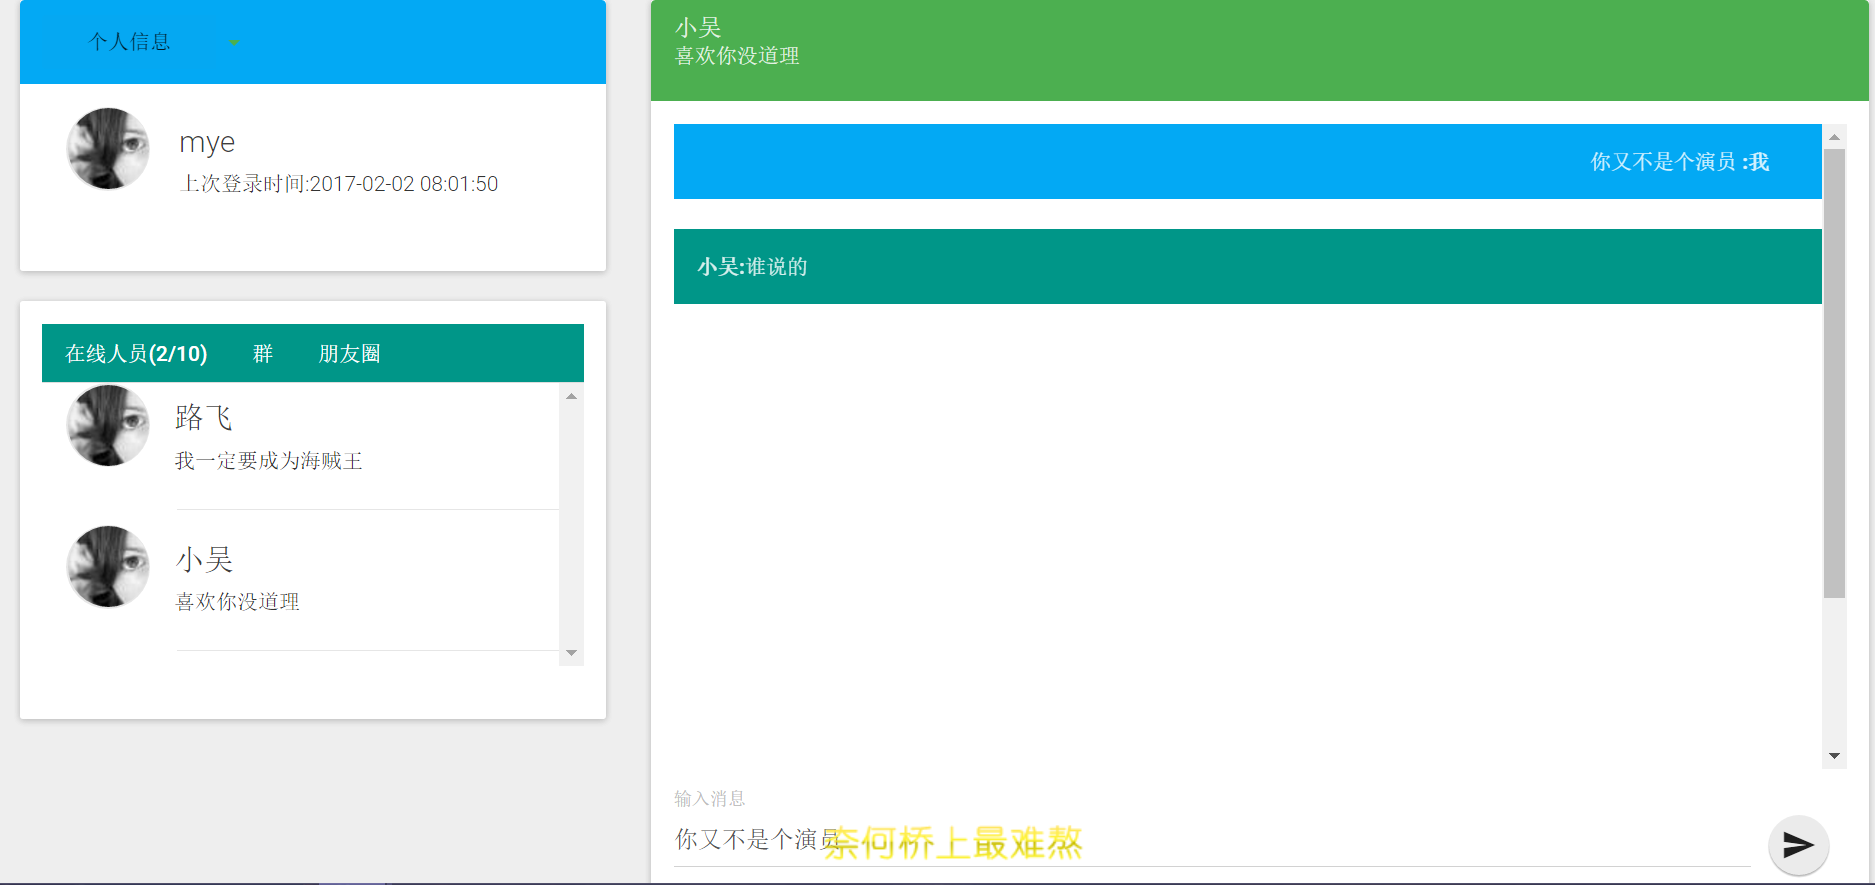 个人信息
mye
上次登录时间:2017-02-02 08:01:50
在线人员(2/10) 群 朋友圈
路飞
我一定要成为海贼王
小吴
喜欢你没道理
小吴
喜欢你没道理
你又不是个演员 :我
小吴:谁说的
输入消息
你又不是个演员
奈何桥上最难熬